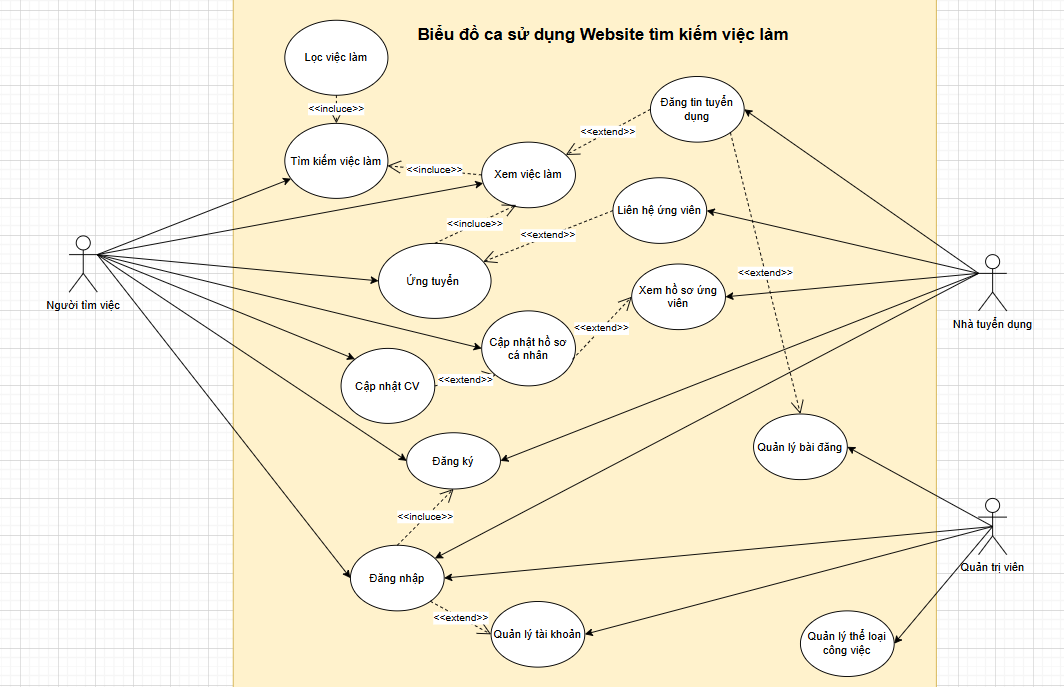 Biểu đồ ca sử dụng Website tìm kiếm việc làm
Lọc việc làm
<<incluce>>
Đăng tin tuyển
dụng
<<extend>>
Tìm kiếm việc làm
<<incluce>>
Xem việc làm
Liên hệ ứng viên
<<incluce>>
<<extend>>
Người tìm việc
Ứng tuyển
<<extend>>
Xem hồ sơ ứng
viên
Nhà tuyển dụng
<<extend>>
Cập nhật hồ sơ
cá nhân
Cập nhật CV
<<extend>>
Đăng ký
Quản lý bài đăng
<<incluce>>
Quản trị viên
Đăng nhập
<<extend>>
Quản lý tài khoản
Quản lý thể loại
công việc